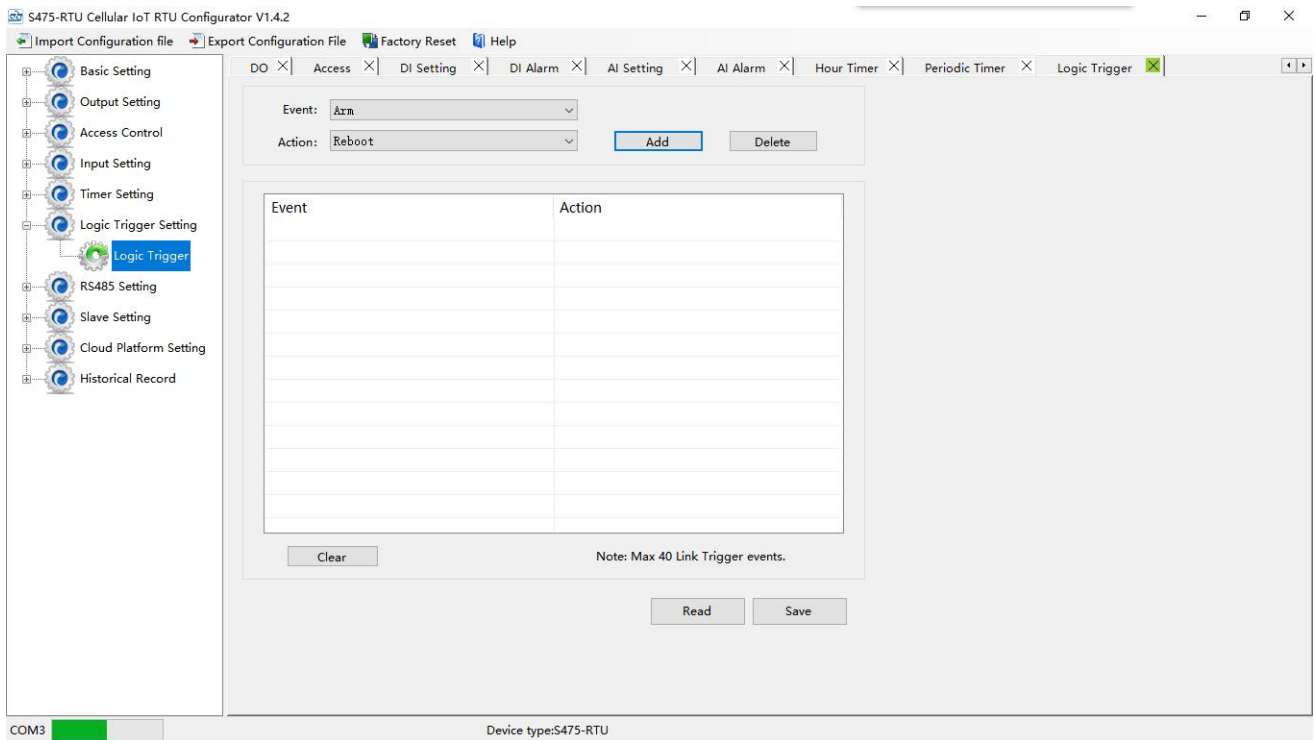 S475-RTU Cellular IoT RTU Configurator V1.4.2
Import Configuration file Export Configuration File Factory Reset Help
DO Access DI Setting DI Alarm AI Setting AI Alarm Hour Timer Periodic Timer Logic Trigger
Basic Setting
Output Setting
Access Control
Input Setting
Timer Setting
Logic Trigger Setting
Logic Trigger
RS485 Setting
Slave Setting
Cloud Platform Setting
Historical Record
Event: Arm
Action: Reboot Add Delete
Event Action
Clear Note: Max 40 Link Trigger events.
Read Save
COM3 Device type:S475-RTU